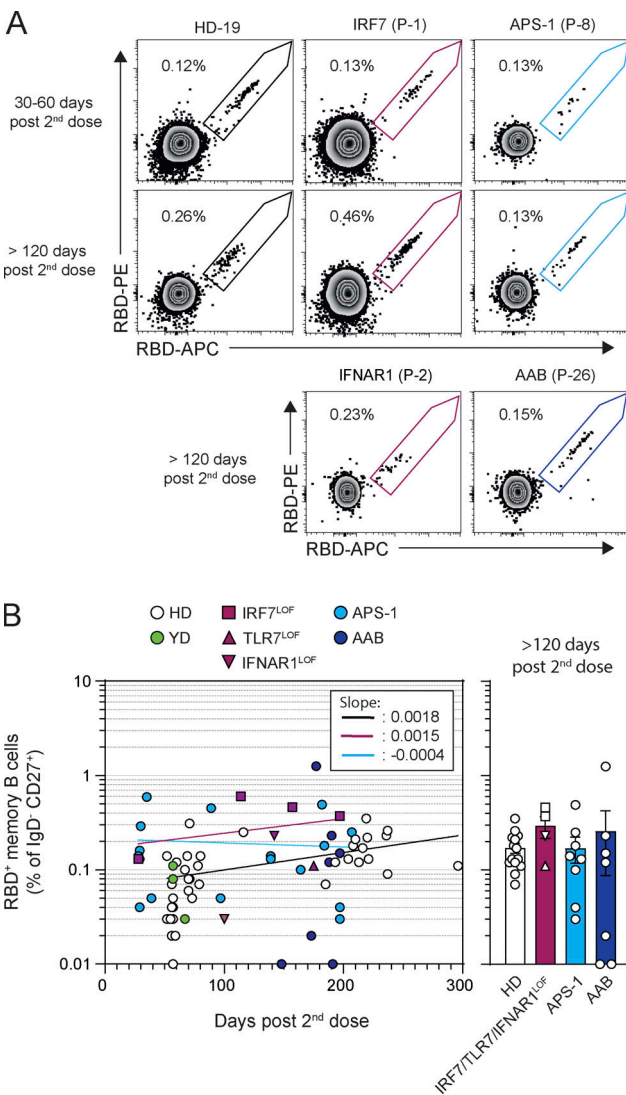 A
HD-19
IRF7 (P-1)
APS-1 (P-8)
30-60 days
post 2nd dose
0.12%
0.13%
0.13%
> 120 days
post 2nd dose
0.26%
0.46%
0.13%
RBD-PE
RBD-APC
IFNAR1 (P-2)
AAB (P-26)
> 120 days
post 2nd dose
0.23%
0.15%
RBD-PE
RBD-APC
B
HD
IRF7LOF
APS-1
YD
TLR7LOF
AAB
IFNAR1LOF
>120 days
post 2nd dose
Slope:
: 0.0018
: 0.0015
: -0.0004
RBD+ memory B cells
(% of IgD- CD27+)
10
1
0.1
0.01
0
100
200
300
Days post 2nd dose
HD
IRF7/TLR7/IFNAR1LOF
APS-1
AAB